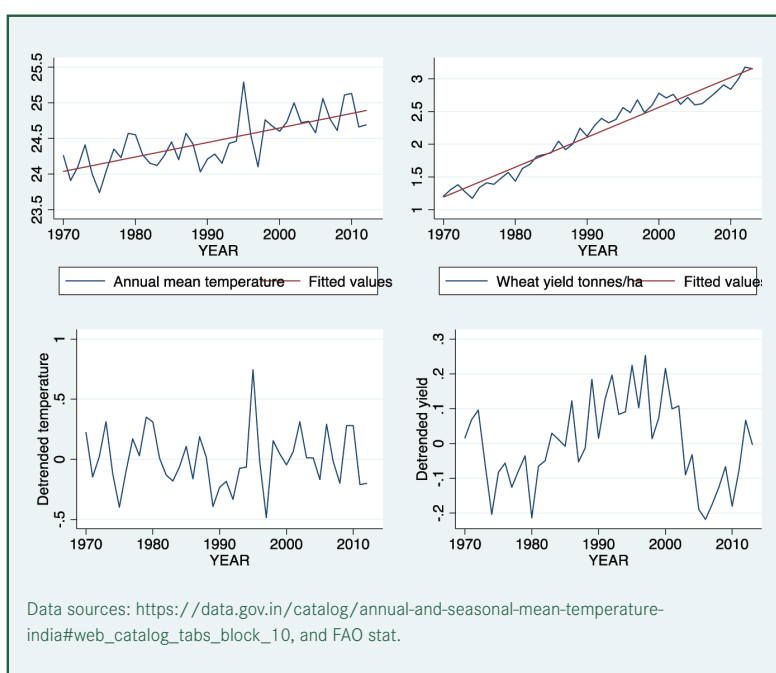 25.5
25
24.5
24
23.5
1970 1980 1990 2000 2010
YEAR
Annual mean temperature Fitted values
3
2.5
2
1.5
1
1970 1980 1990 2000 2010
YEAR
Wheat yield tonnes/ha Fitted values
Detrended temperature
1
.5
0
-.5
1970 1980 1990 2000 2010
YEAR
Detrended yield
.3
.2
.1
0
-.1
-.2
1970 1980 1990 2000 2010
YEAR
Data sources: https://data.gov.in/catalog/annual-and-seasonal-mean-temperature-
india#web_catalog_tabs_block_10, and FAO stat.